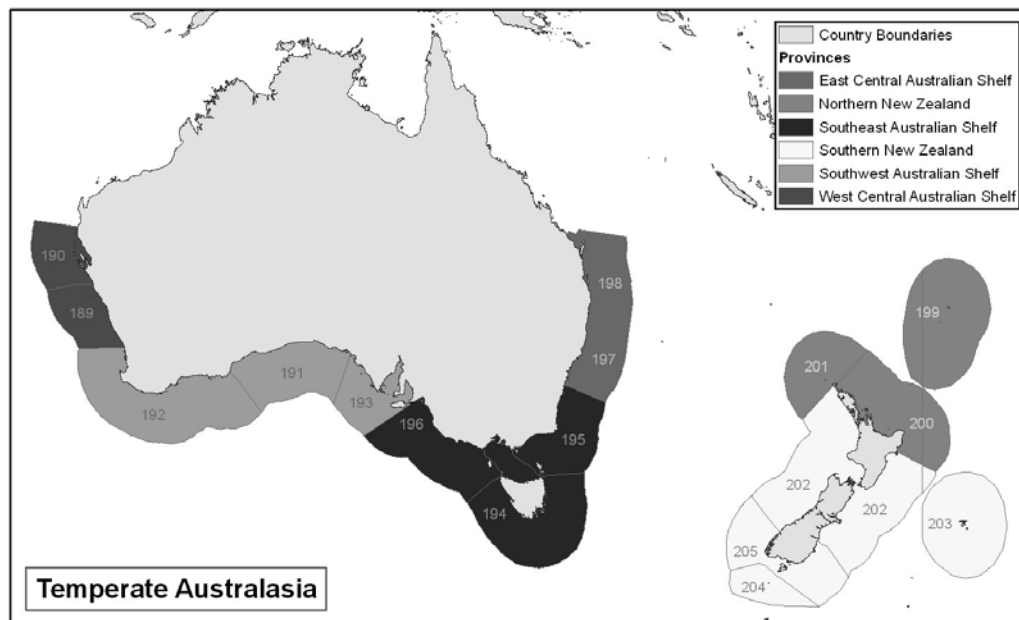 Country Boundaries
Provinces
East Central Australian Shelf
Northern New Zealand
Southeast Australian Shelf
Southern New Zealand
Southwest Australian Shelf
West Central Australian Shelf
190
198
189
199
197
191
201
193
192
196
195
200
202
194
202
203
205
204
Temperate Australasia